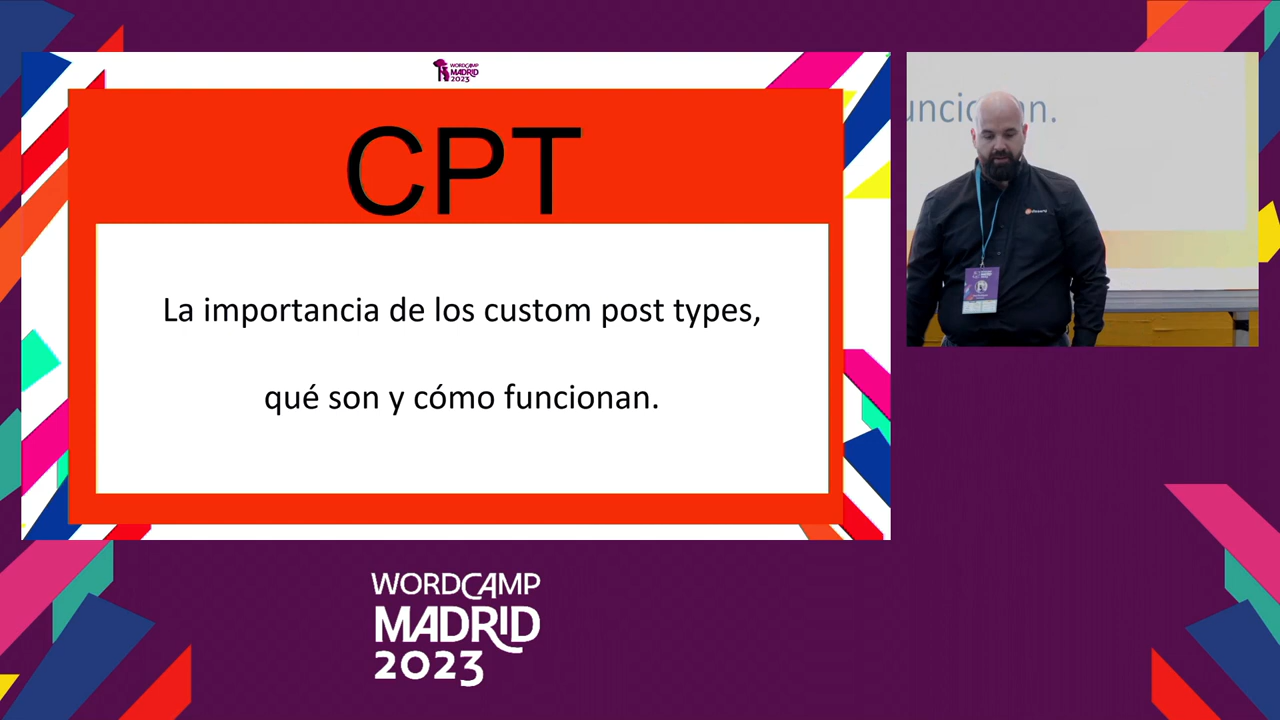 WORDCAMP
MADRID
2023
CPT
La importancia de los custom post types,
qué son y cómo funcionan.
uncionan.
WORDCAMP
MADRID
2023